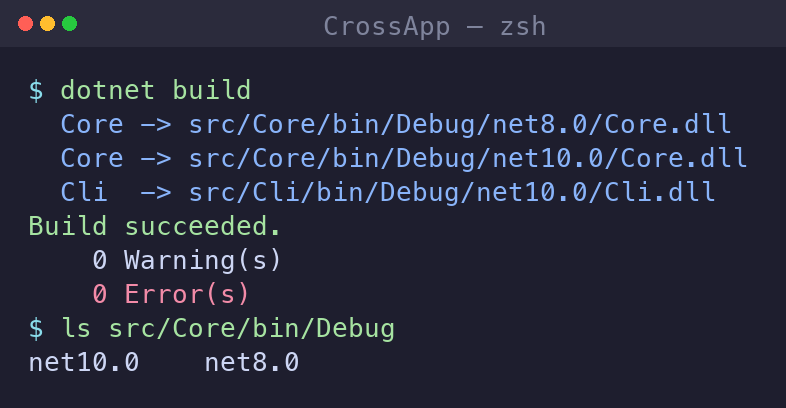 CrossApp — zsh
$ dotnet build
  Core -> src/Core/bin/Debug/net8.0/Core.dll
  Core -> src/Core/bin/Debug/net10.0/Core.dll
  Cli  -> src/Cli/bin/Debug/net10.0/Cli.dll
Build succeeded.
    0 Warning(s)
    0 Error(s)
$ ls src/Core/bin/Debug
net10.0    net8.0